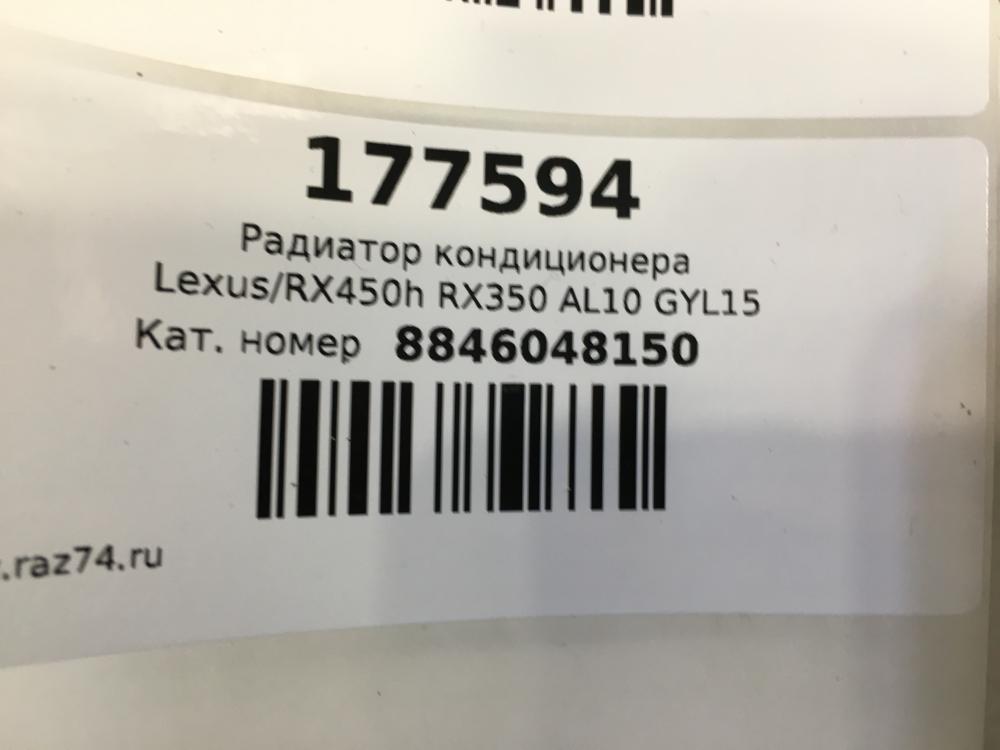 177594
Радиатор кондиционера
Lexus/RX450h RX350 AL10 GYL15
Кат. номер 8846048150
.raz74.ru